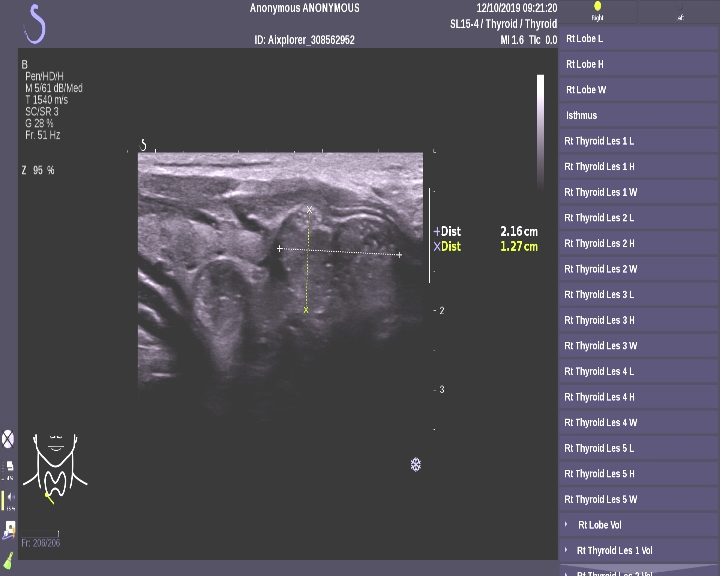 Anonymous ANONYMOUS
12/10/2019 09:21:20
SL15-4 / Thyroid / Thyroid
ID: Aixplorer_308562952
MI 1.6 TIc 0.0
B
Pen/HD/H
M 5/61 dB/Med
T 1540 m/s
SC/SR 3
G 28 %
Fr. 51 Hz
Z 95 %
S
+Dist 2.16 cm
XDist 1.27 cm
- 2
- 3
Fr: 206/206
Right
Rt Lobe L
Rt Lobe H
Rt Lobe W
Isthmus
Rt Thyroid Les 1 L
Rt Thyroid Les 1 H
Rt Thyroid Les 1 W
Rt Thyroid Les 2 L
Rt Thyroid Les 2 H
Rt Thyroid Les 2 W
Rt Thyroid Les 3 L
Rt Thyroid Les 3 H
Rt Thyroid Les 3 W
Rt Thyroid Les 4 L
Rt Thyroid Les 4 H
Rt Thyroid Les 4 W
Rt Thyroid Les 5 L
Rt Thyroid Les 5 H
Rt Thyroid Les 5 W
Rt Lobe Vol
Rt Thyroid Les 1 Vol
Rt Thyroid Les 2 Vol